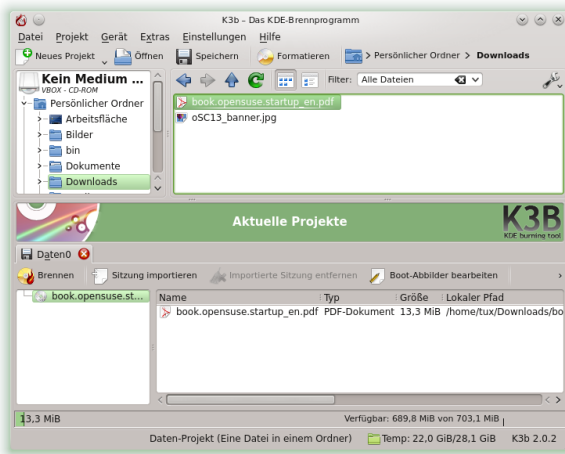 K3b – Das KDE-Brennprogramm
Datei Projekt Gerät Extras Einstellungen Hilfe
Neues Projekt Öffnen Speichern Formatieren > Persönlicher Ordner > Downloads
Kein Medium ...
VBOX - CD-ROM
Filter: Alle Dateien
Persönlicher Ordner
Arbeitsfläche
Bilder
bin
Dokumente
Downloads
book.opensuse.startup_en.pdf
oSC13_banner.jpg
Aktuelle Projekte
K3B
KDE burning tool
Daten0
Brennen Sitzung importieren Importierte Sitzung entfernen Boot-Abbilder bearbeiten
book.opensuse.st...
Name Typ Größe Lokaler Pfad
book.opensuse.startup_en.pdf PDF-Dokument 13,3 MiB /home/tux/Downloads/bo
13,3 MiB Verfügbar: 689,8 MiB von 703,1 MiB
Daten-Projekt (Eine Datei in einem Ordner) Temp: 22,0 GiB/28,1 GiB K3b 2.0.2